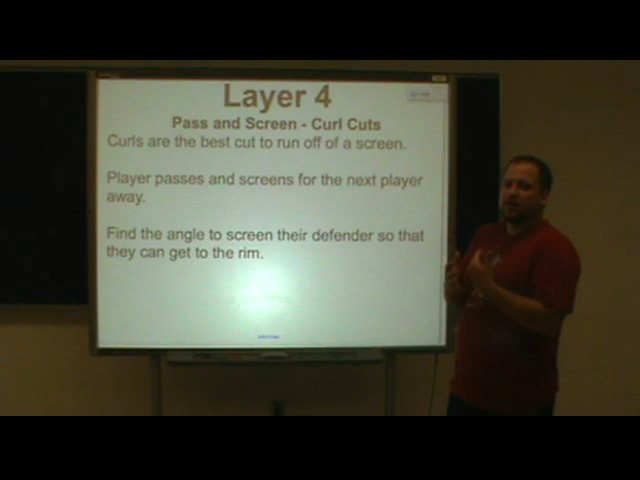 Layer 4
Pass and Screen - Curl Cuts
Curls are the best cut to run off of a screen.
Player passes and screens for the next player
away.
Find the angle to screen their defender so that
they can get to the rim.